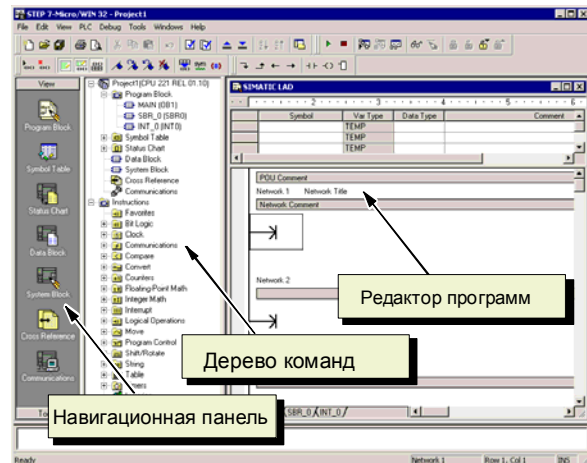 STEP 7-Micro/WIN 32 - Project1
File Edit View PLC Debug Tools Windows Help
View
Program Block
Symbol Table
Status Chart
Data Block
System Block
Cross Reference
Communications
Project1(CPU 221 REL 01.10)
Program Block
MAIN (OB1)
SBR_0 (SBR0)
INT_0 (INT0)
Symbol Table
Status Chart
Data Block
System Block
Cross Reference
Communications
Instructions
Favorites
Bit Logic
Clock
Communications
Compare
Convert
Counters
Floating-Point Math
Integer Math
Interrupt
Logical Operations
Move
Program Control
Shift/Rotate
String
Table
SIMATIC LAD
2 3 4 5 6
Symbol Var Type Data Type Comment
TEMP
TEMP
TEMP
POU Comment
Network 1 Network Title
Network Comment
Network 2
Редактор программ
Дерево команд
Навигационная панель
SBR_0 INT_0
Ready Network 1 Row 1, Col 1 INS